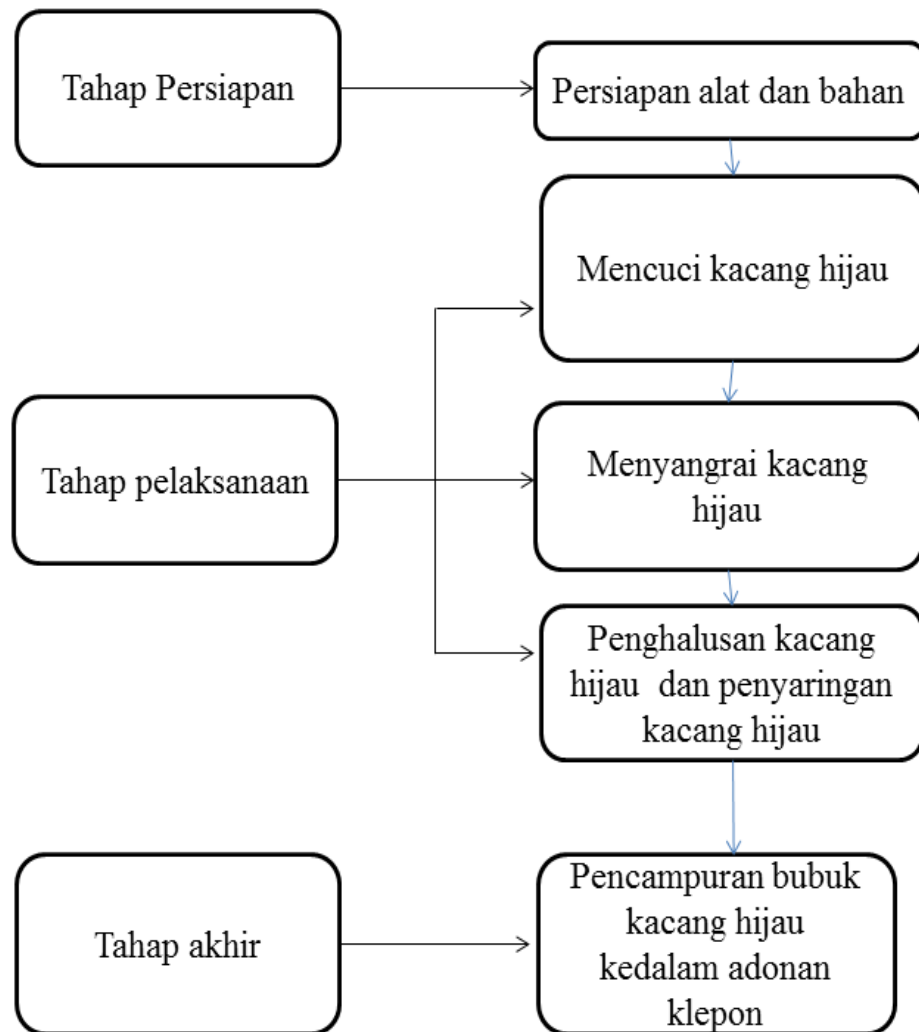 Tahap Persiapan
Persiapan alat dan bahan
Mencuci kacang hijau
Tahap pelaksanaan
Menyangrai kacang
hijau
Penghalusan kacang
hijau  dan penyaringan
kacang hijau
Tahap akhir
Pencampuran bubuk
kacang hijau
kedalam adonan
klepon